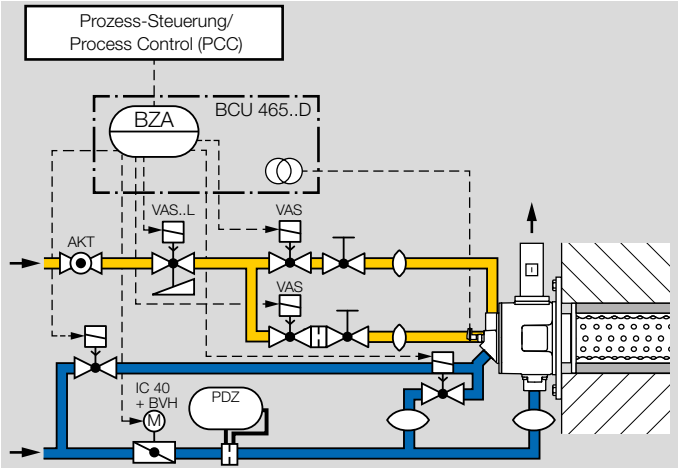 Prozess-Steuerung/
Process Control (PCC)
BCU 465..D
BZA
VAS..L
VAS
AKT
VAS
IC 40
+ BVH
PDZ
M